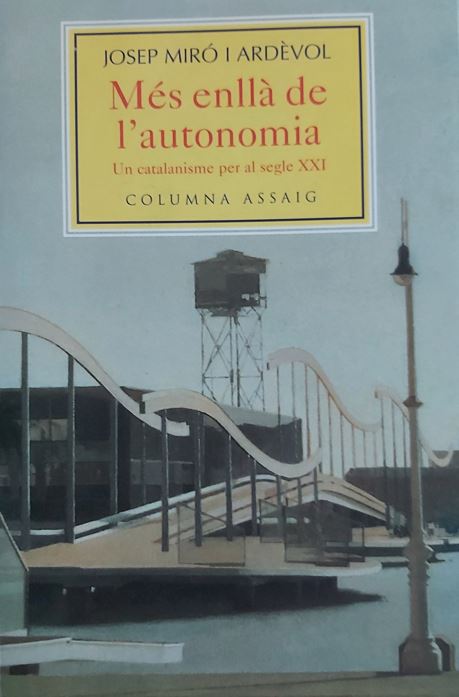 JOSEP MIRÓ I ARDÈVOL
Més enllà de
l'autonomia
Un catalanisme per al segle XXI
COLUMNA ASSAIG